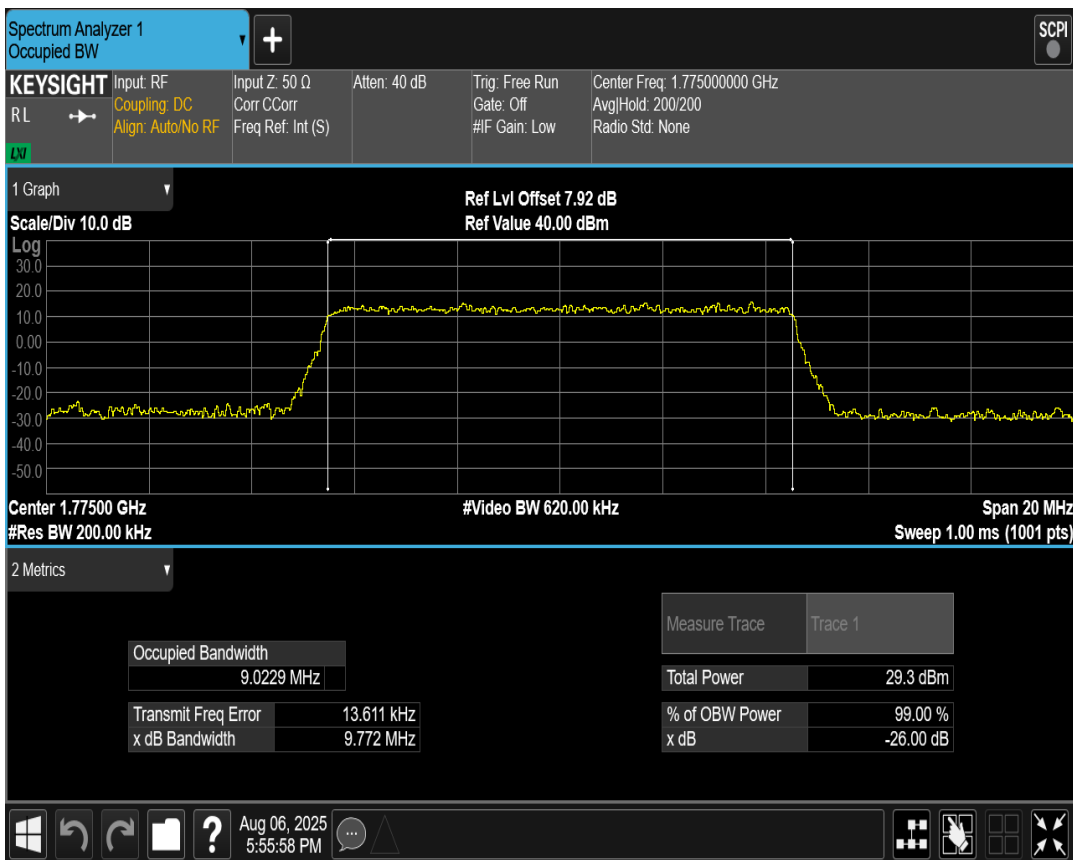 Spectrum Analyzer 1
Occupied BW
SCPI
KEYSIGHT
R L
LXI
Input: RF
Coupling: DC
Align: Auto/No RF
Input Z: 50 Ω
Corr CCorr
Freq Ref: Int (S)
Atten: 40 dB
Trig: Free Run
Gate: Off
#IF Gain: Low
Center Freq: 1.775000000 GHz
Avg|Hold: 200/200
Radio Std: None
1 Graph
Scale/Div 10.0 dB
Ref Lvl Offset 7.92 dB
Ref Value 40.00 dBm
Log
30.0
20.0
10.0
0.00
-10.0
-20.0
-30.0
-40.0
-50.0
Center 1.77500 GHz
#Video BW 620.00 kHz
Span 20 MHz
#Res BW 200.00 kHz
Sweep 1.00 ms (1001 pts)
2 Metrics
Measure Trace Trace 1
Occupied Bandwidth
9.0229 MHz
Total Power 29.3 dBm
Transmit Freq Error 13.611 kHz
% of OBW Power 99.00 %
x dB Bandwidth 9.772 MHz
x dB -26.00 dB
?
Aug 06, 2025
5:55:58 PM